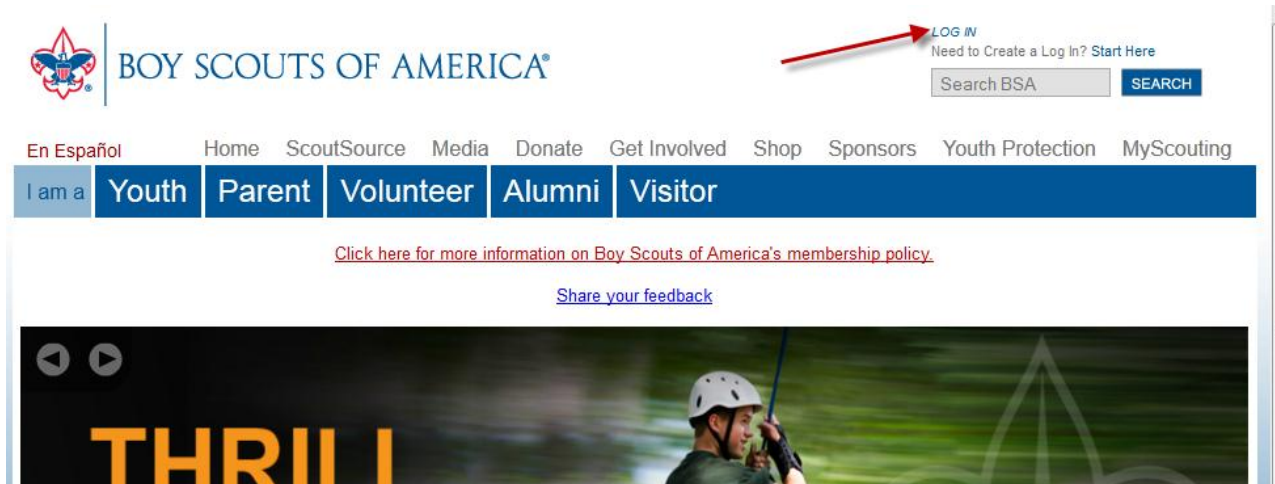 LOG IN
Need to Create a Log In? Start Here
BOY SCOUTS OF AMERICA®
Search BSA SEARCH
En Español Home ScoutSource Media Donate Get Involved Shop Sponsors Youth Protection MyScouting
I am a Youth Parent Volunteer Alumni Visitor
Click here for more information on Boy Scouts of America's membership policy.
Share your feedback
THRILL